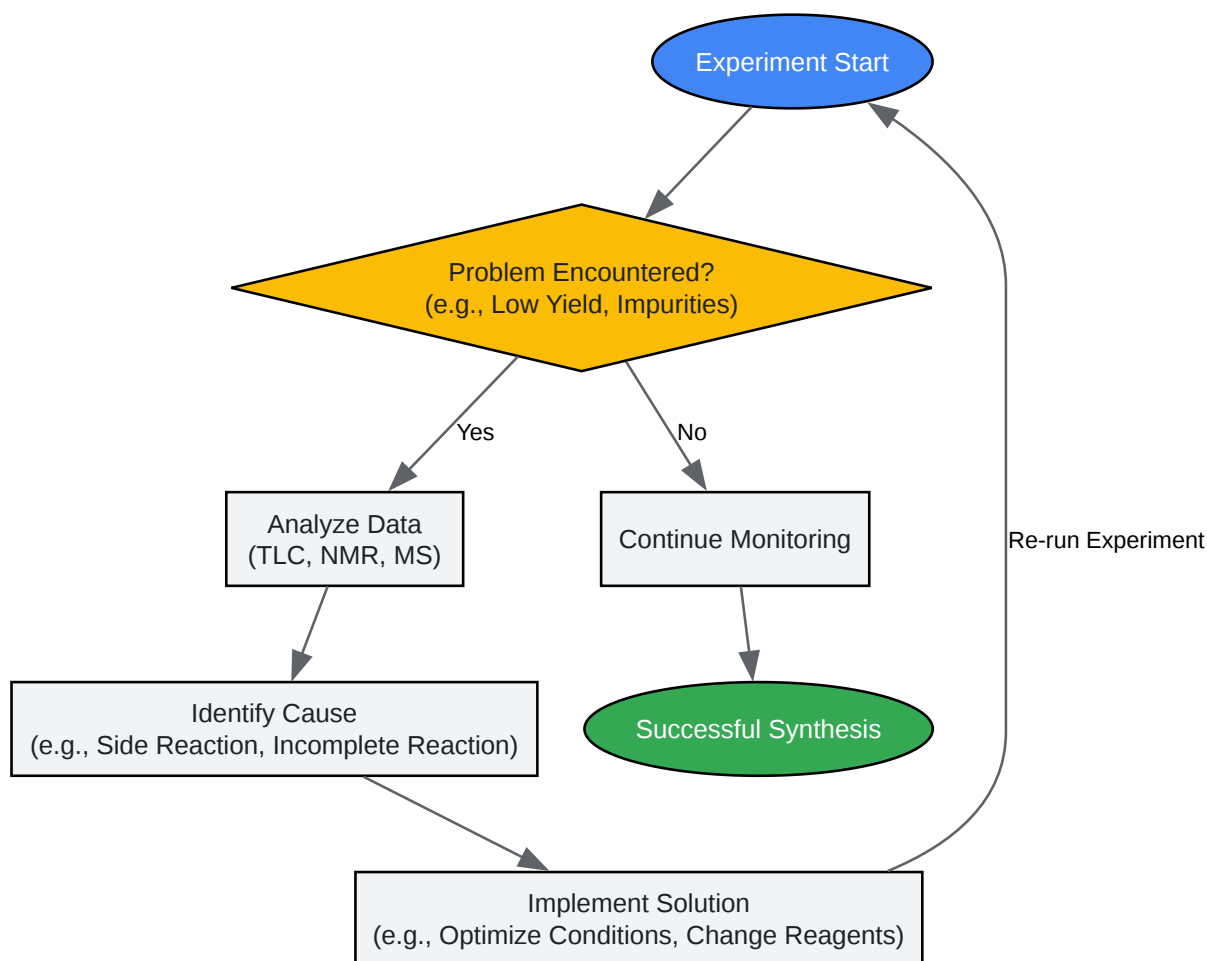 Experiment Start
Problem Encountered?
(e.g., Low Yield, Impurities)
Yes
No
Analyze Data
(TLC, NMR, MS)
Continue Monitoring
Re-run Experiment
Identify Cause
(e.g., Side Reaction, Incomplete Reaction)
Successful Synthesis
Implement Solution
(e.g., Optimize Conditions, Change Reagents)